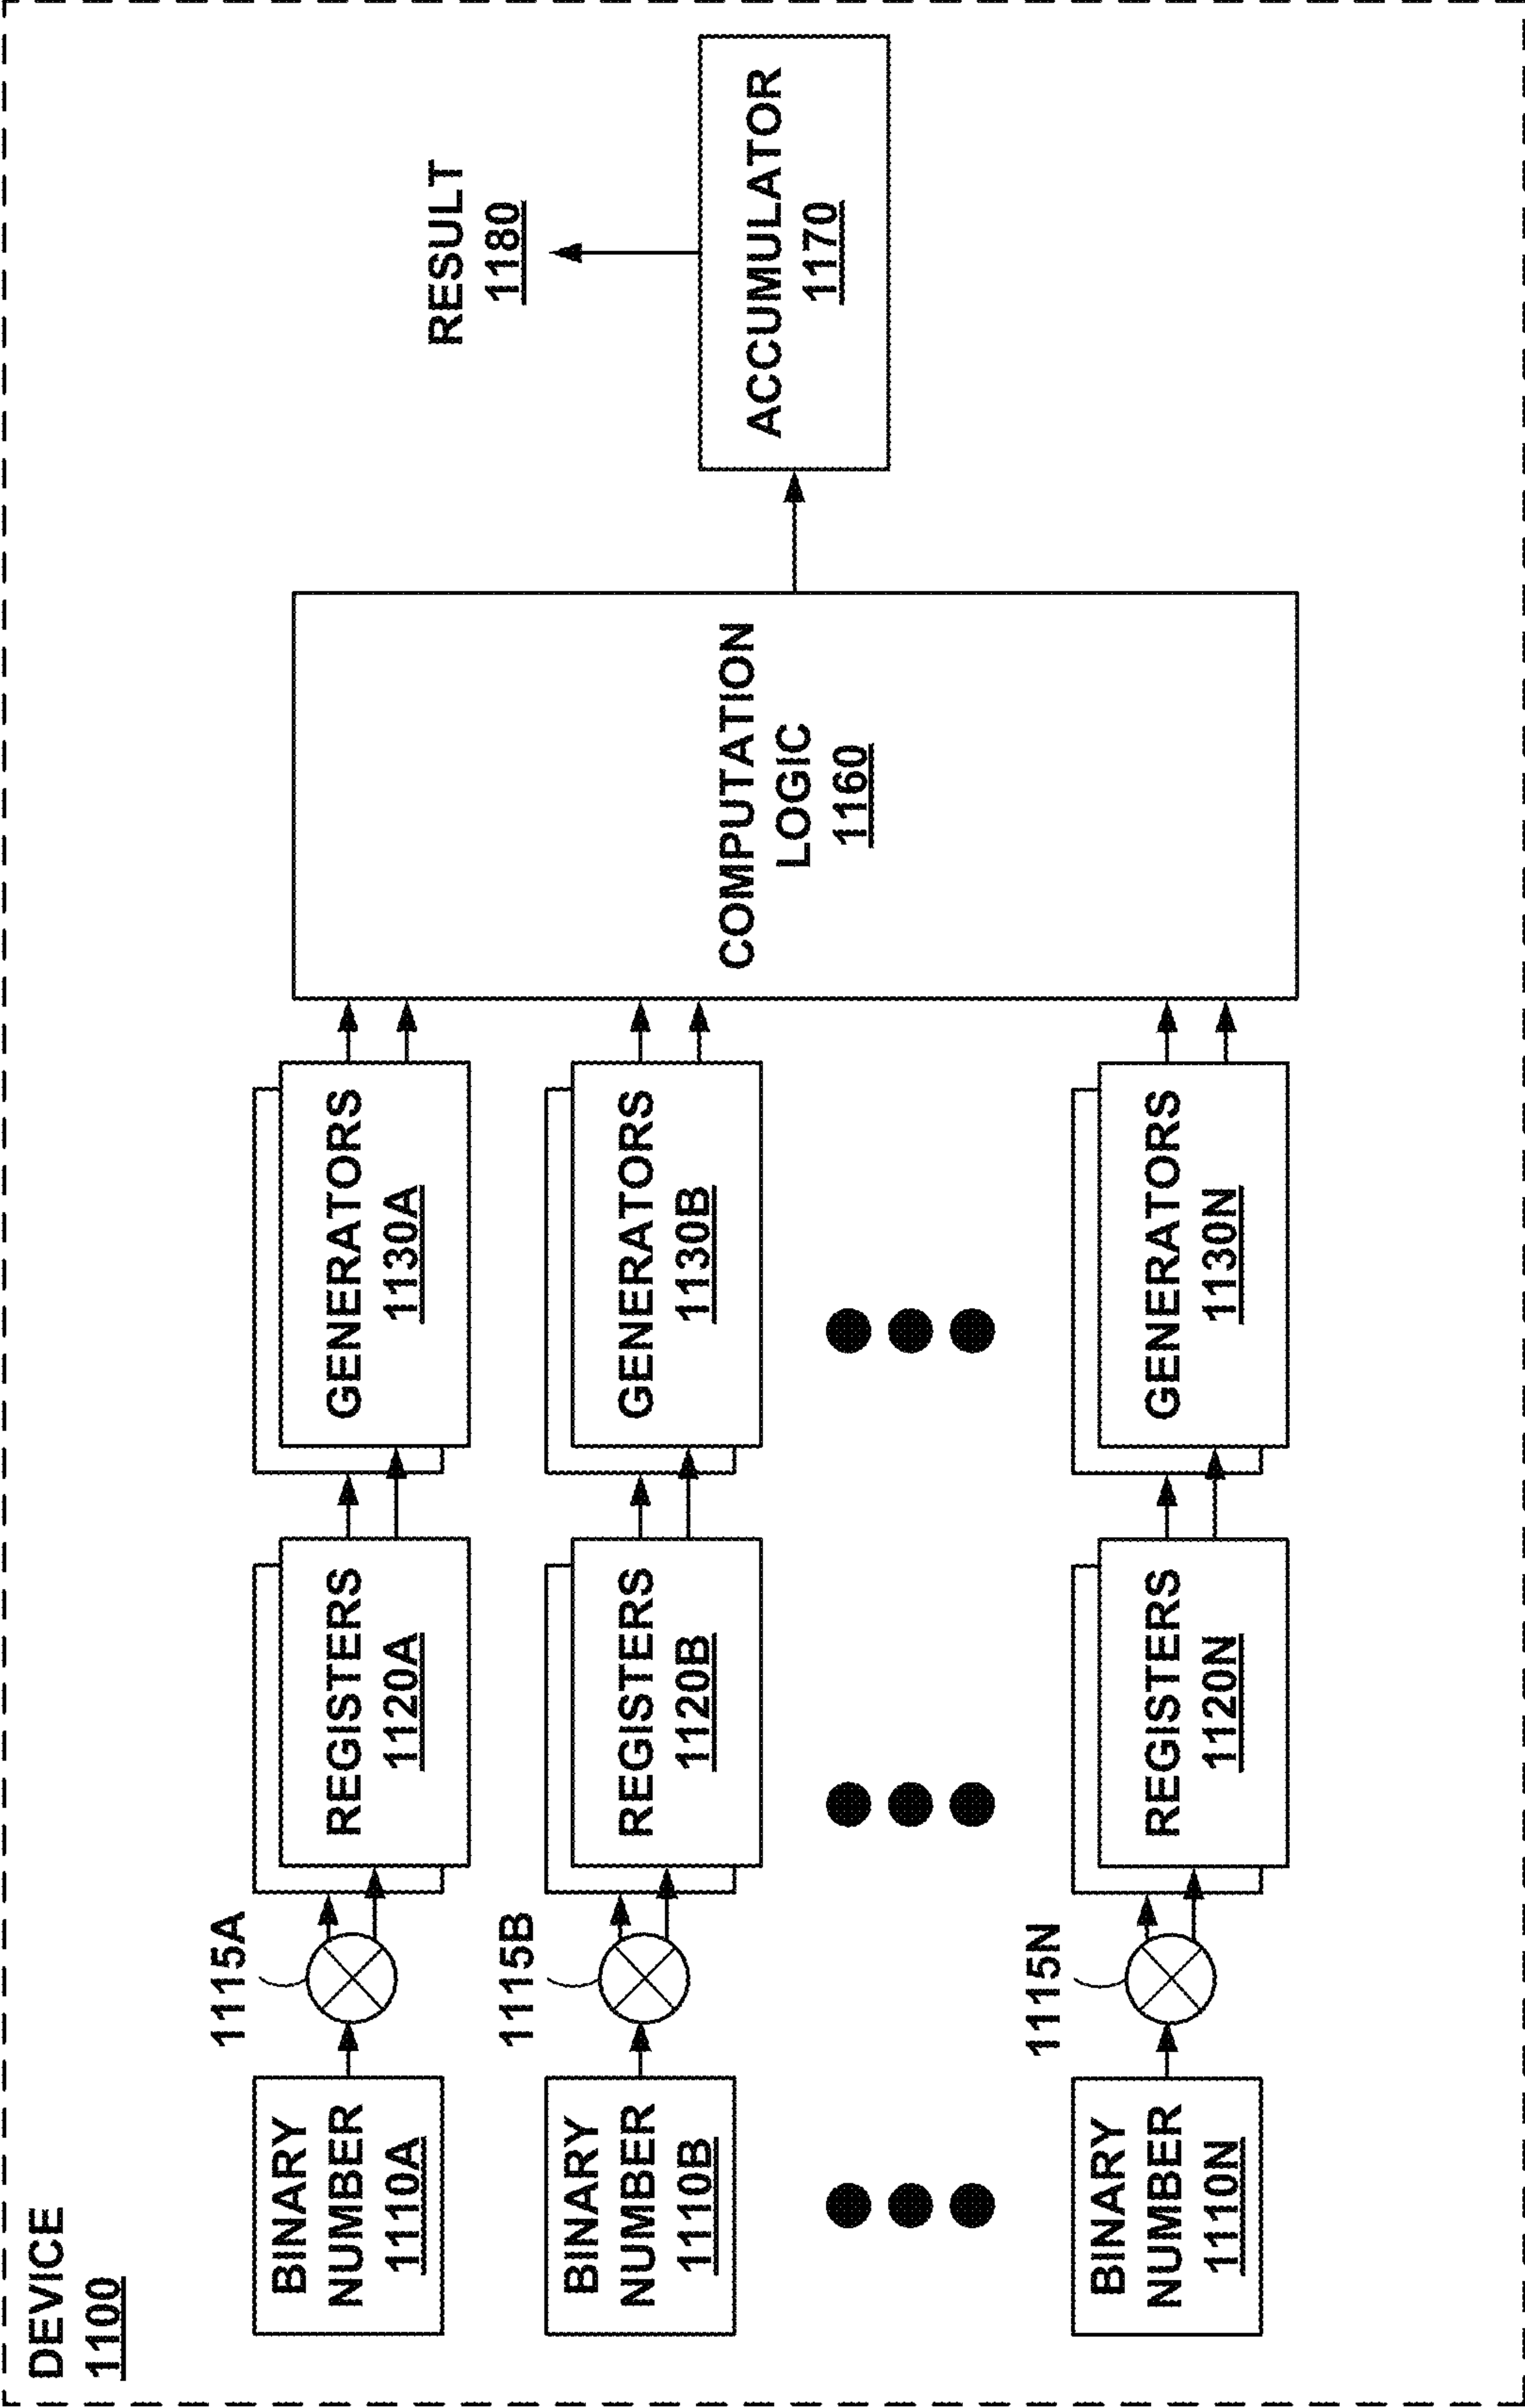 DEVICE
1100
BINARY
NUMBER
1110A
1115A
REGISTERS
1120A
GENERATORS
1130A
BINARY
NUMBER
1110B
1115B
REGISTERS
1120B
GENERATORS
1130B
BINARY
NUMBER
1110N
1115N
REGISTERS
1120N
GENERATORS
1130N
COMPUTATION
LOGIC
1160
ACCUMULATOR
1170
RESULT
1180